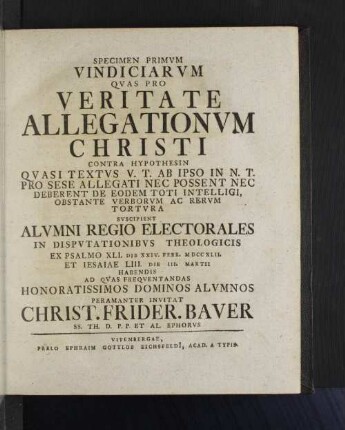 SPECIMEN PRIMVM
VINDICIARVM
QVAS PRO
VERITATE
ALLEGATIONVM
CHRISTI
CONTRA HYPOTHESIN
QVASI TEXTVS V. T. AB IPSO IN N. T.
PRO SESE ALLEGATI NEC POSSENT NEC
DEBERENT DE EODEM TOTI INTELLIGI,
OBSTANTE VERBORVM AC RERVM
TORTVRA
SVSCIPIENT
ALVMNI REGIO ELECTORALES
IN DISPVTATIONIBVS THEOLOGICIS
EX PSALMO XLI. DIE XXIV. FEBR. MDCCXLII.
ET IESAIAE LIII. DIE III. MARTII
HABENDIS
AD QVAS FREQVENTANDAS
HONORATISSIMOS DOMINOS ALVMNOS
PERAMANTER INVITAT
CHRIST. FRIDER. BAVER
SS. TH. D. P. P. ET AL. EPHORVS
VITEMBERGAE,
PRELO EPHRAIM GOTTLOB EICHSFELDI, ACAD. A TYPIS.